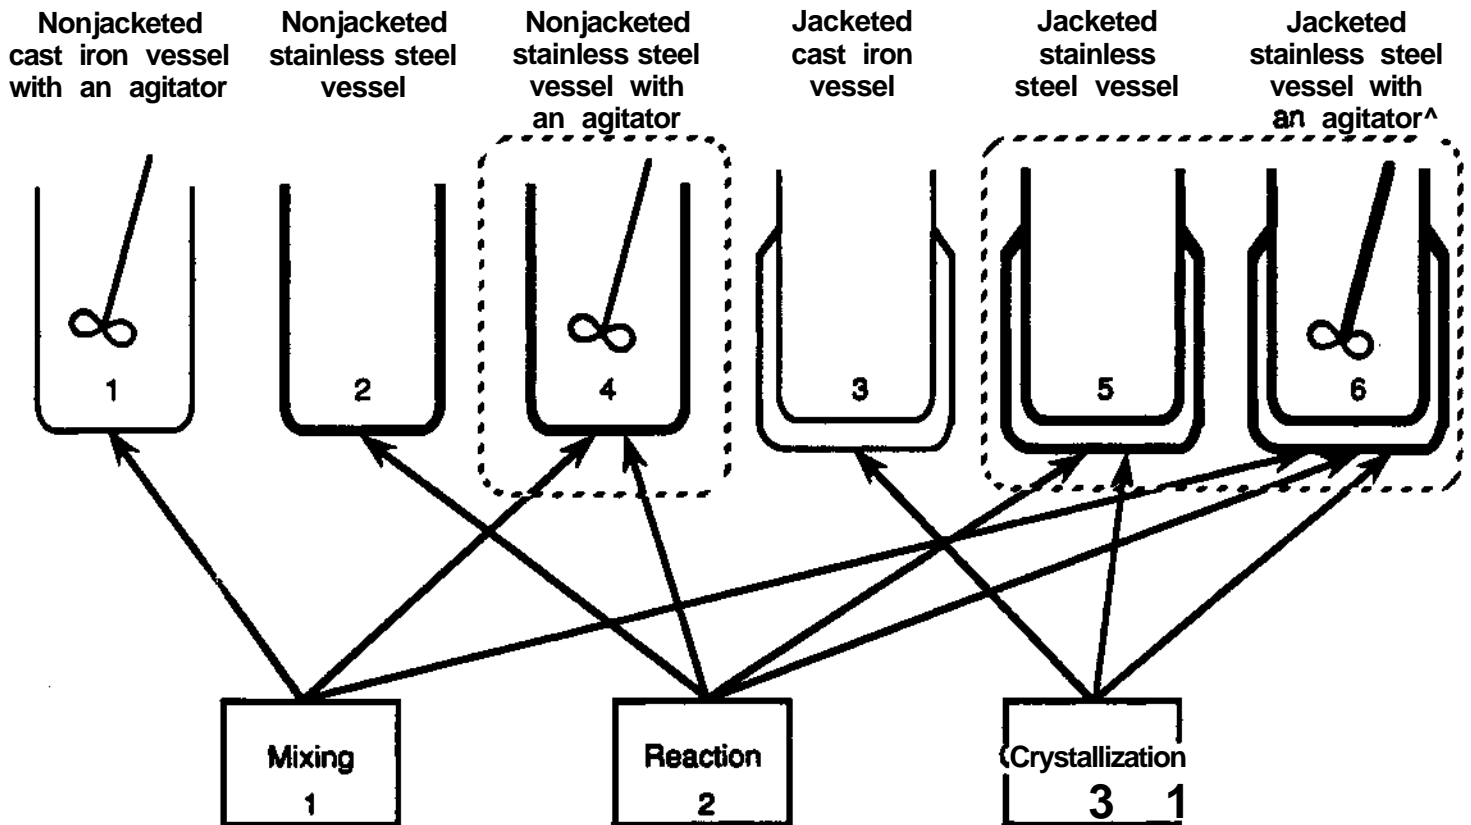 Nonjacketed
cast iron vessel
with an agitator
Nonjacketed
stainless steel
vessel
Nonjacketed
stainless steel
vessel with
an agitator
Jacketed
cast iron
vessel
Jacketed
stainless
steel vessel
Jacketed
stainless steel
vessel with
an agitator^
1
2
4
3
5
6
Mixing
1
Reaction
2
(Crystallization
3 1